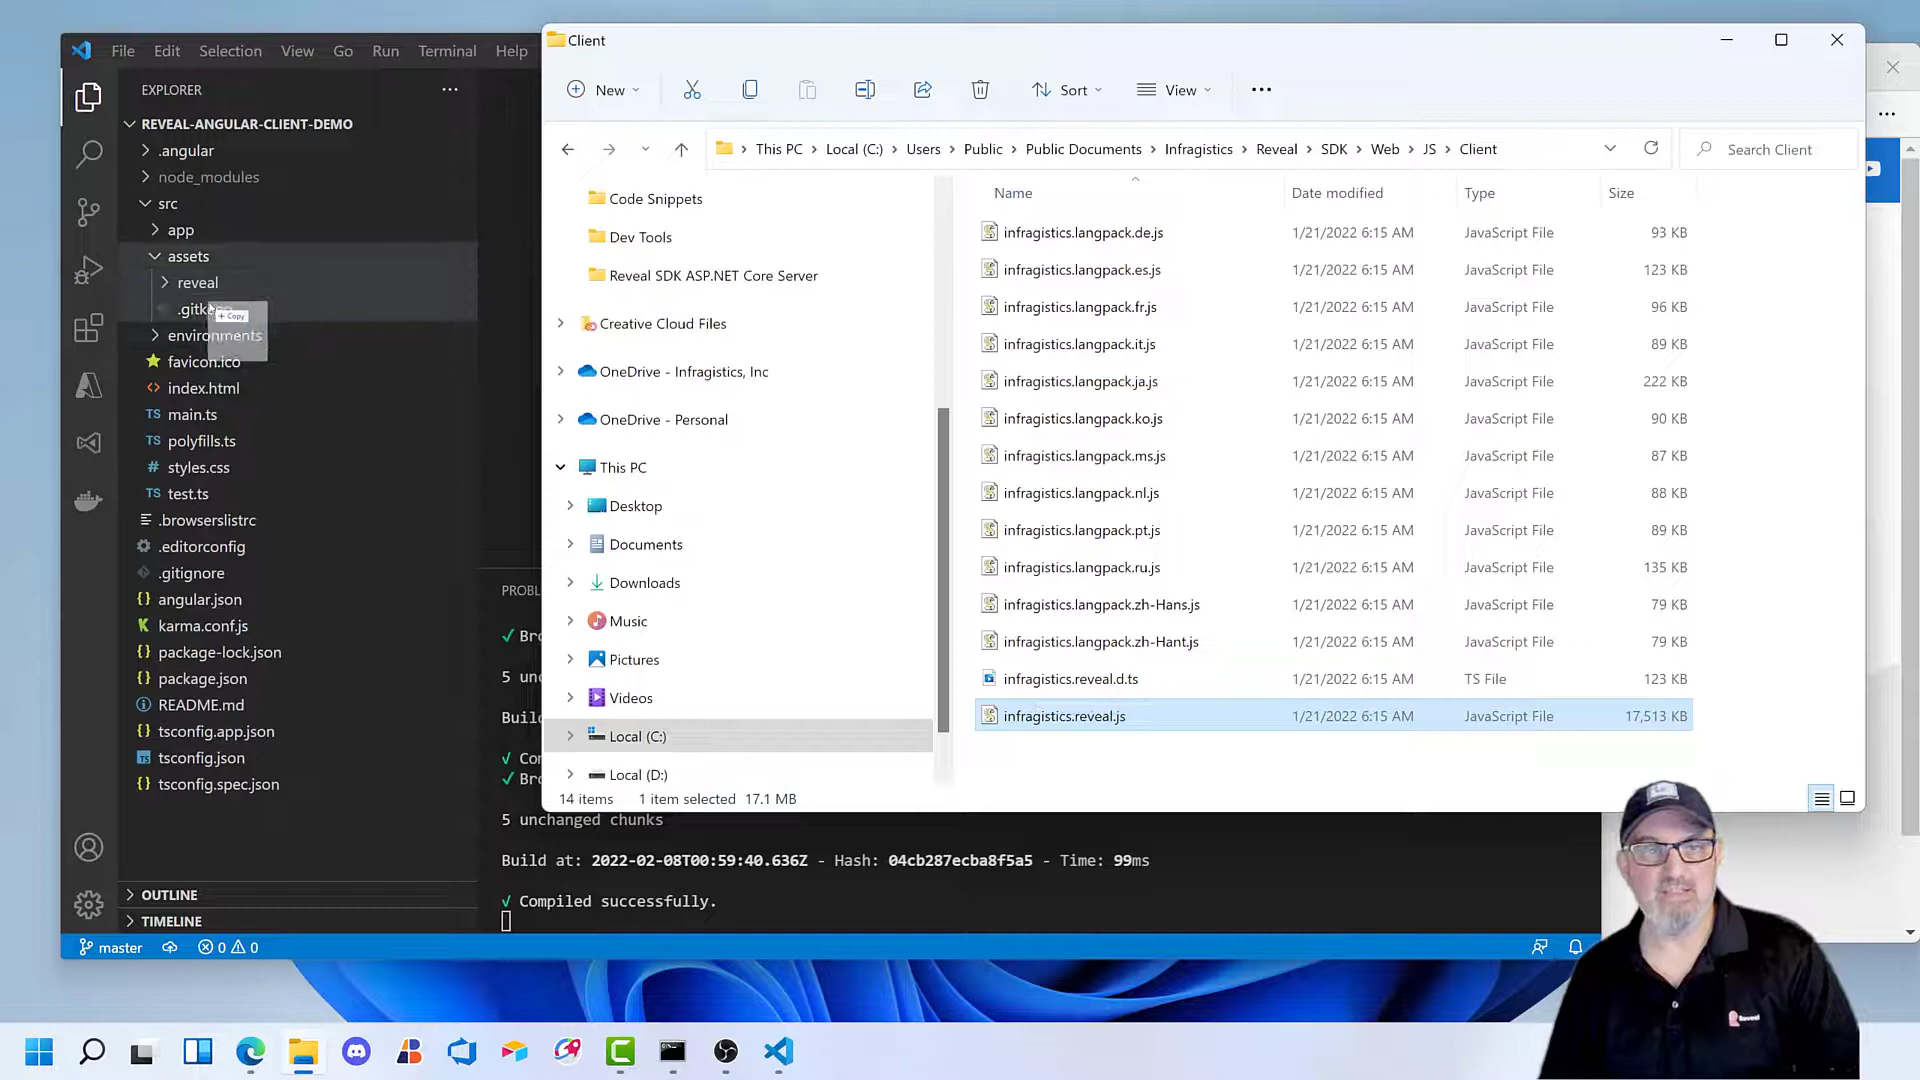 File Edit Selection View Go Run Terminal Help
EXPLORER
REVEAL-ANGULAR-CLIENT-DEMO
.angular
node_modules
src
app
assets
reveal
+ Copy
environments
favicon.ico
index.html
main.ts
polyfills.ts
styles.css
test.ts
.browserslistrc
.editorconfig
.gitignore
angular.json
karma.conf.js
package-lock.json
package.json
README.md
tsconfig.app.json
tsconfig.json
tsconfig.spec.json
OUTLINE
TIMELINE
master
0 0
Client
New
Sort
View
This PC Local (C:) Users Public Public Documents Infragistics Reveal SDK Web JS Client
Search Client
Code Snippets
Dev Tools
Reveal SDK ASP.NET Core Server
Creative Cloud Files
OneDrive - Infragistics, Inc
OneDrive - Personal
This PC
Desktop
Documents
Downloads
Music
Pictures
Videos
Local (C:)
Local (D:)
Name Date modified Type Size
infragistics.langpack.de.js 1/21/2022 6:15 AM JavaScript File 93 KB
infragistics.langpack.es.js 1/21/2022 6:15 AM JavaScript File 123 KB
infragistics.langpack.fr.js 1/21/2022 6:15 AM JavaScript File 96 KB
infragistics.langpack.it.js 1/21/2022 6:15 AM JavaScript File 89 KB
infragistics.langpack.ja.js 1/21/2022 6:15 AM JavaScript File 222 KB
infragistics.langpack.ko.js 1/21/2022 6:15 AM JavaScript File 90 KB
infragistics.langpack.ms.js 1/21/2022 6:15 AM JavaScript File 87 KB
infragistics.langpack.nl.js 1/21/2022 6:15 AM JavaScript File 88 KB
infragistics.langpack.pt.js 1/21/2022 6:15 AM JavaScript File 89 KB
infragistics.langpack.ru.js 1/21/2022 6:15 AM JavaScript File 135 KB
infragistics.langpack.zh-Hans.js 1/21/2022 6:15 AM JavaScript File 79 KB
infragistics.langpack.zh-Hant.js 1/21/2022 6:15 AM JavaScript File 79 KB
infragistics.reveal.d.ts 1/21/2022 6:15 AM TS File 123 KB
infragistics.reveal.js 1/21/2022 6:15 AM JavaScript File 17,513 KB
14 items 1 item selected 17.1 MB
PROBL
√ Bro
5 unc
Buil
√ Com
√ Bro
5 unchanged chunks
Build at: 2022-02-08T00:59:40.636Z - Hash: 04cb287ecba8f5a5 - Time: 99ms
√ Compiled successfully.
Reveal